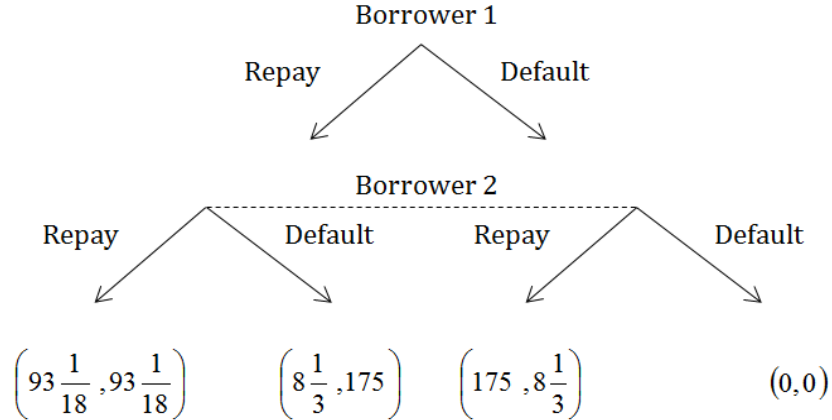 Borrower 1
Repay Default
Borrower 2
Repay Default Repay Default
(93 1/18 , 93 1/18) (8 1/3 , 175) (175 , 8 1/3) (0,0)